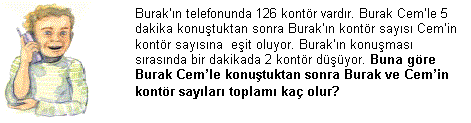 Burak'ın telefonunda 126 kontör vardır. Burak Cem'le 5
dakika konuştuktan sonra Burak'ın kontör sayısı Cem'in
kontör sayısına eşit oluyor. Burak'ın konuşması
sırasında bir dakikada 2 kontör düşüyor. Buna göre
Burak Cem'le konuştuktan sonra Burak ve Cem'in
kontör sayıları toplamı kaç olur?